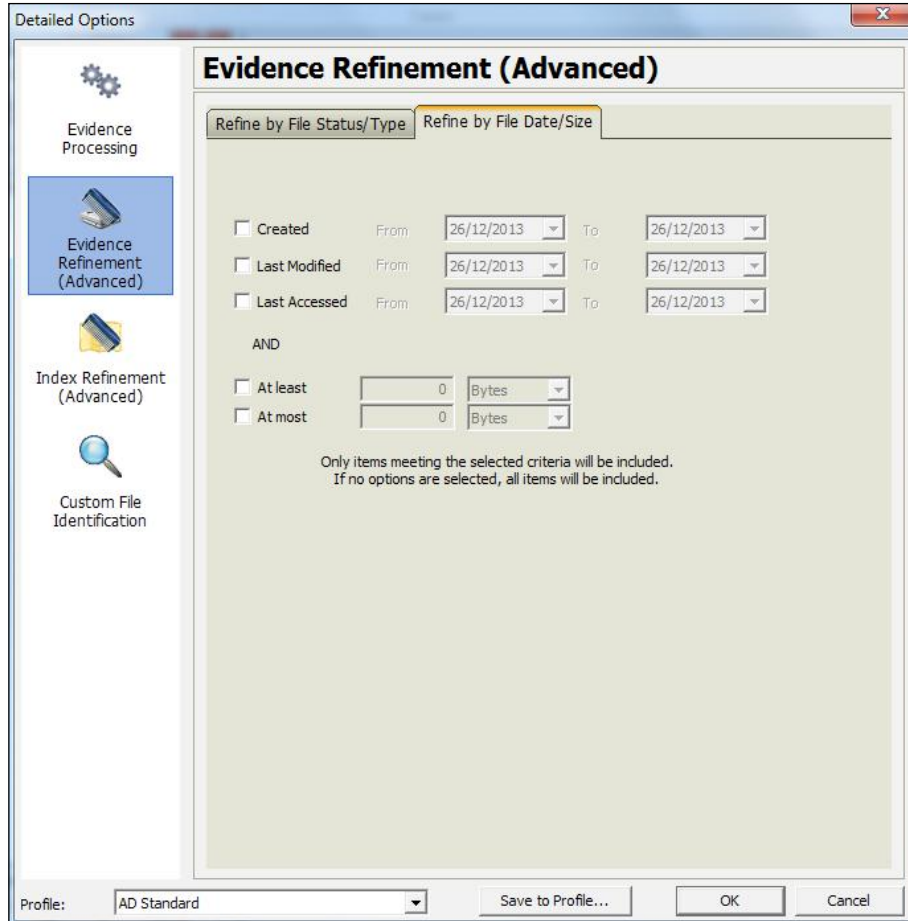 Detailed Options
Evidence Refinement (Advanced)
Evidence
Processing
Evidence
Refinement
(Advanced)
Index Refinement
(Advanced)
Custom File
Identification
Refine by File Status/Type Refine by File Date/Size
Created From 26/12/2013 To 26/12/2013
Last Modified From 26/12/2013 To 26/12/2013
Last Accessed From 26/12/2013 To 26/12/2013
AND
At least 0 Bytes
At most 0 Bytes
Only items meeting the selected criteria will be included.
If no options are selected, all items will be included.
Profile: AD Standard Save to Profile... OK Cancel